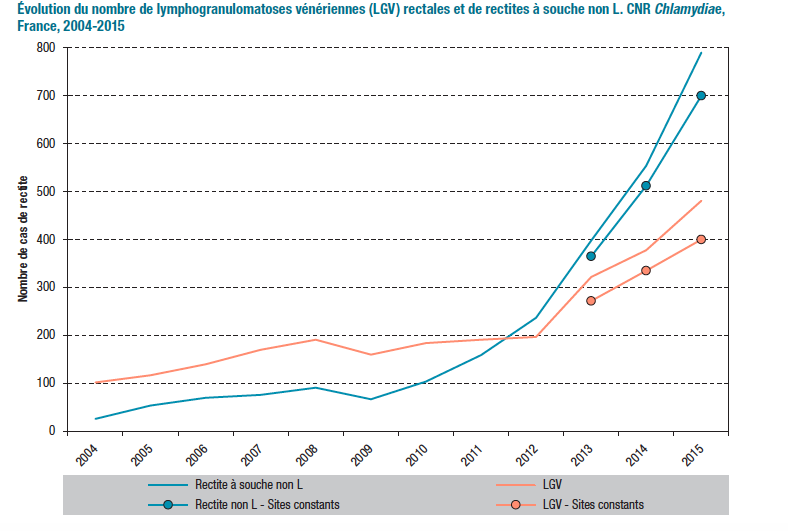 Évolution du nombre de lymphogranulomatoses vénériennes (LGV) rectales et de rectites à souche non L. CNR Chlamydiae,
France, 2004-2015
Nombre de cas de rectite
800
700
600
500
400
300
200
100
0
2004 2005 2006 2007 2008 2009 2010 2011 2012 2013 2014 2015
Rectite à souche non L LGV
Rectite non L - Sites constants LGV - Sites constants